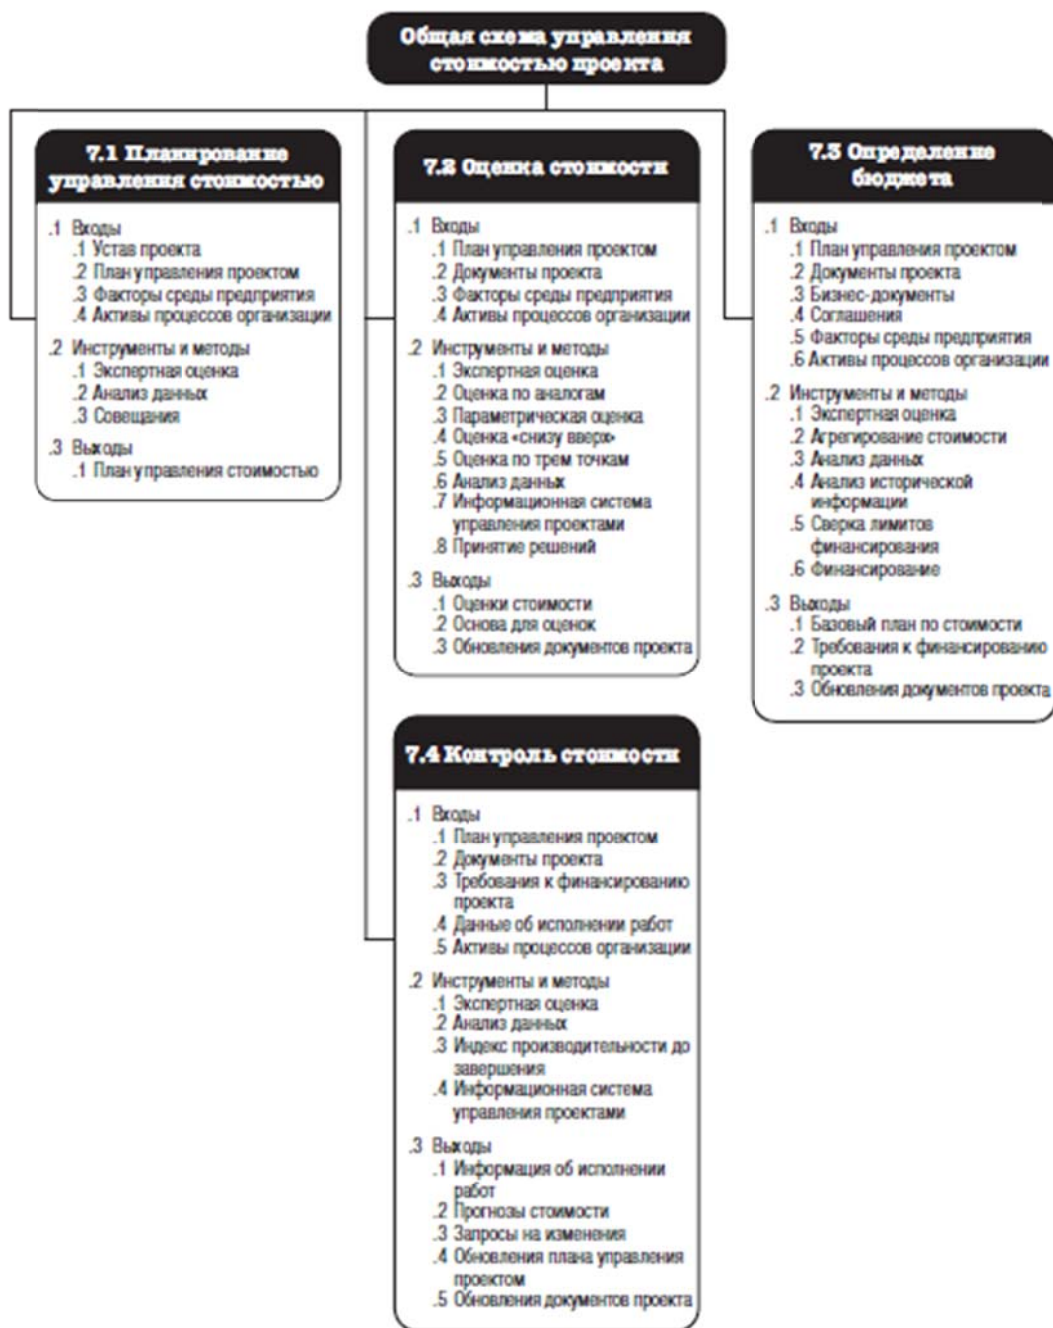 Общая схема управления
стоимостью проекта
7.1 Планирование
управления стоимостью
.1 Входы
.1 Устав проекта
.2 План управления проектом
.3 Факторы среды предприятия
.4 Активы процессов организации
.2 Инструменты и методы
.1 Экспертная оценка
.2 Анализ данных
.3 Совещания
.3 Выходы
.1 План управления стоимостью
7.2 Оценка стоимости
.1 Входы
.1 План управления проектом
.2 Документы проекта
.3 Факторы среды предприятия
.4 Активы процессов организации
.2 Инструменты и методы
.1 Экспертная оценка
.2 Оценка по аналогам
.3 Параметрическая оценка
.4 Оценка «снизу вверх»
.5 Оценка по трем точкам
.6 Анализ данных
.7 Информационная система
управления проектами
.8 Принятие решений
.3 Выходы
.1 Оценки стоимости
.2 Основа для оценок
.3 Обновления документов проекта
7.3 Определение
бюджета
.1 Входы
.1 План управления проектом
.2 Документы проекта
.3 Бизнес-документы
.4 Соглашения
.5 Факторы среды предприятия
.6 Активы процессов организации
.2 Инструменты и методы
.1 Экспертная оценка
.2 Агрегирование стоимости
.3 Анализ данных
.4 Анализ исторической
информации
.5 Сверка лимитов
финансирования
.6 Финансирование
.3 Выходы
.1 Базовый план по стоимости
.2 Требования к финансированию
проекта
.3 Обновления документов проекта
7.4 Контроль стоимости
.1 Входы
.1 План управления проектом
.2 Документы проекта
.3 Требования к финансированию
проекта
.4 Данные об исполнении работ
.5 Активы процессов организации
.2 Инструменты и методы
.1 Экспертная оценка
.2 Анализ данных
.3 Индекс производительности до
завершения
.4 Информационная система
управления проектами
.3 Выходы
.1 Информация об исполнении
работ
.2 Прогнозы стоимости
.3 Запросы на изменения
.4 Обновления плана управления
проектом
.5 Обновления документов проекта